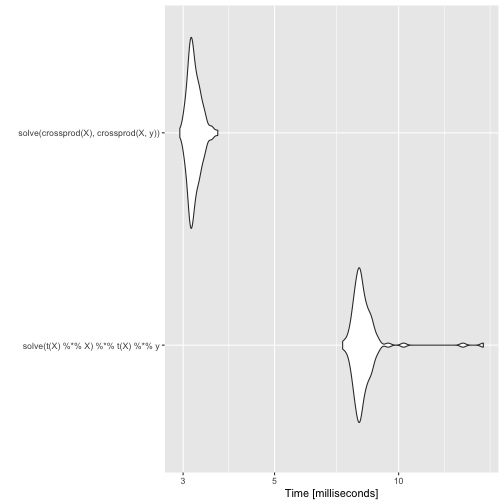 solve(crossprod(X), crossprod(X, y))
solve(t(X) %*% X) %*% t(X) %*% y
3 5 10
Time [milliseconds]